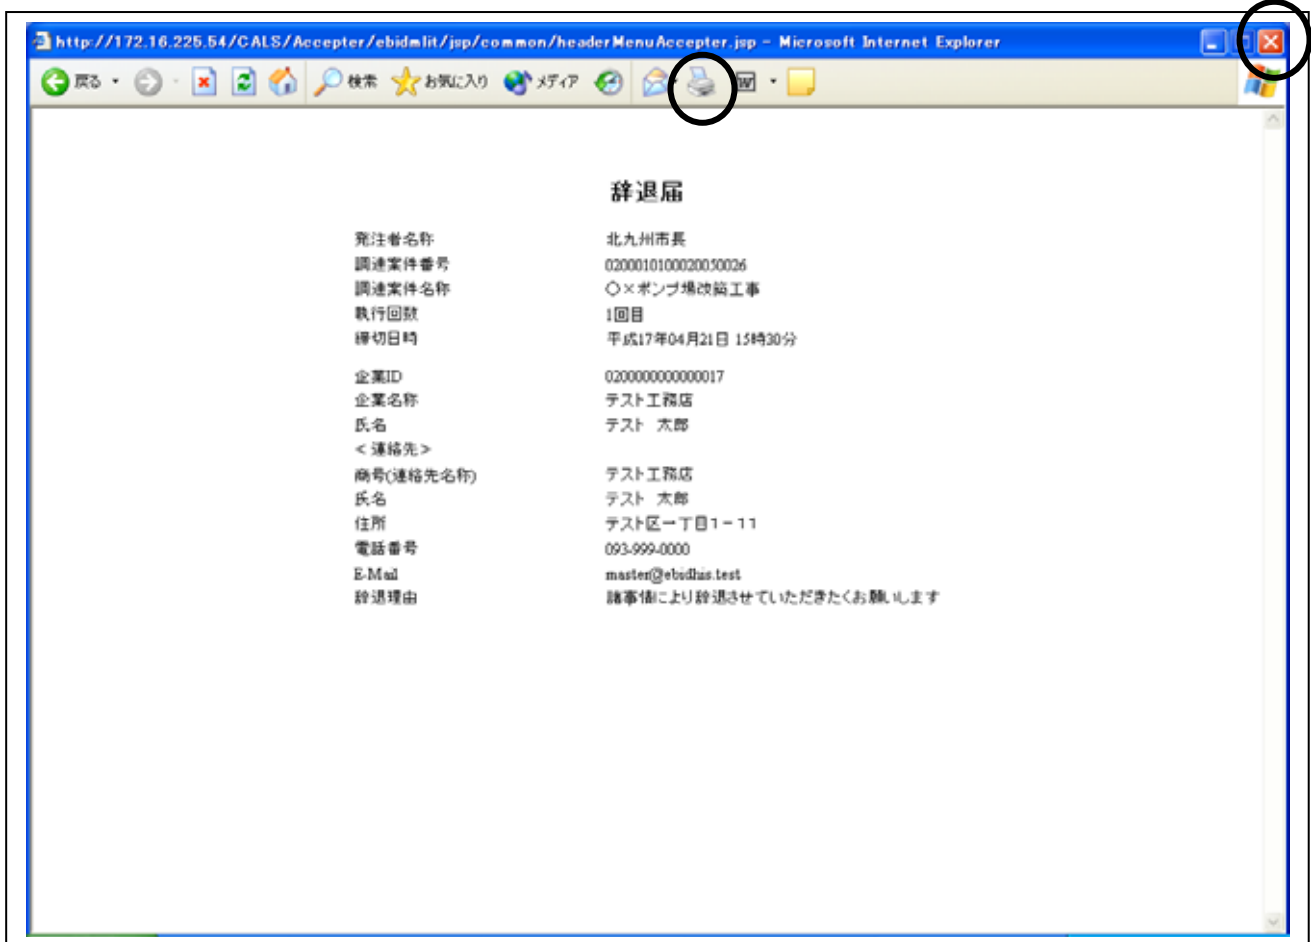 http://172.16.225.54/CALS/Accepter/ebidmlit/jsp/common/headerMenuAccepter.jsp - Microsoft Internet Explorer
戻る 検索 お気に入り メディア W
辞退届
発注者名称 北九州市長
調達案件番号 0200010100020050026
調達案件名称 〇×ポンプ場改築工事
執行回数 1回目
締切日時 平成17年04月21日 15時30分
企業ID 0200000000000017
企業名称 テスト工務店
氏名 テスト 太郎
<連絡先>
商号(連絡先名称) テスト工務店
氏名 テスト 太郎
住所 テスト区一丁目1-11
電話番号 093-999-0000
E-Mail master@ebidhis.test
辞退理由 諸事情により辞退させていただきたくお願いします